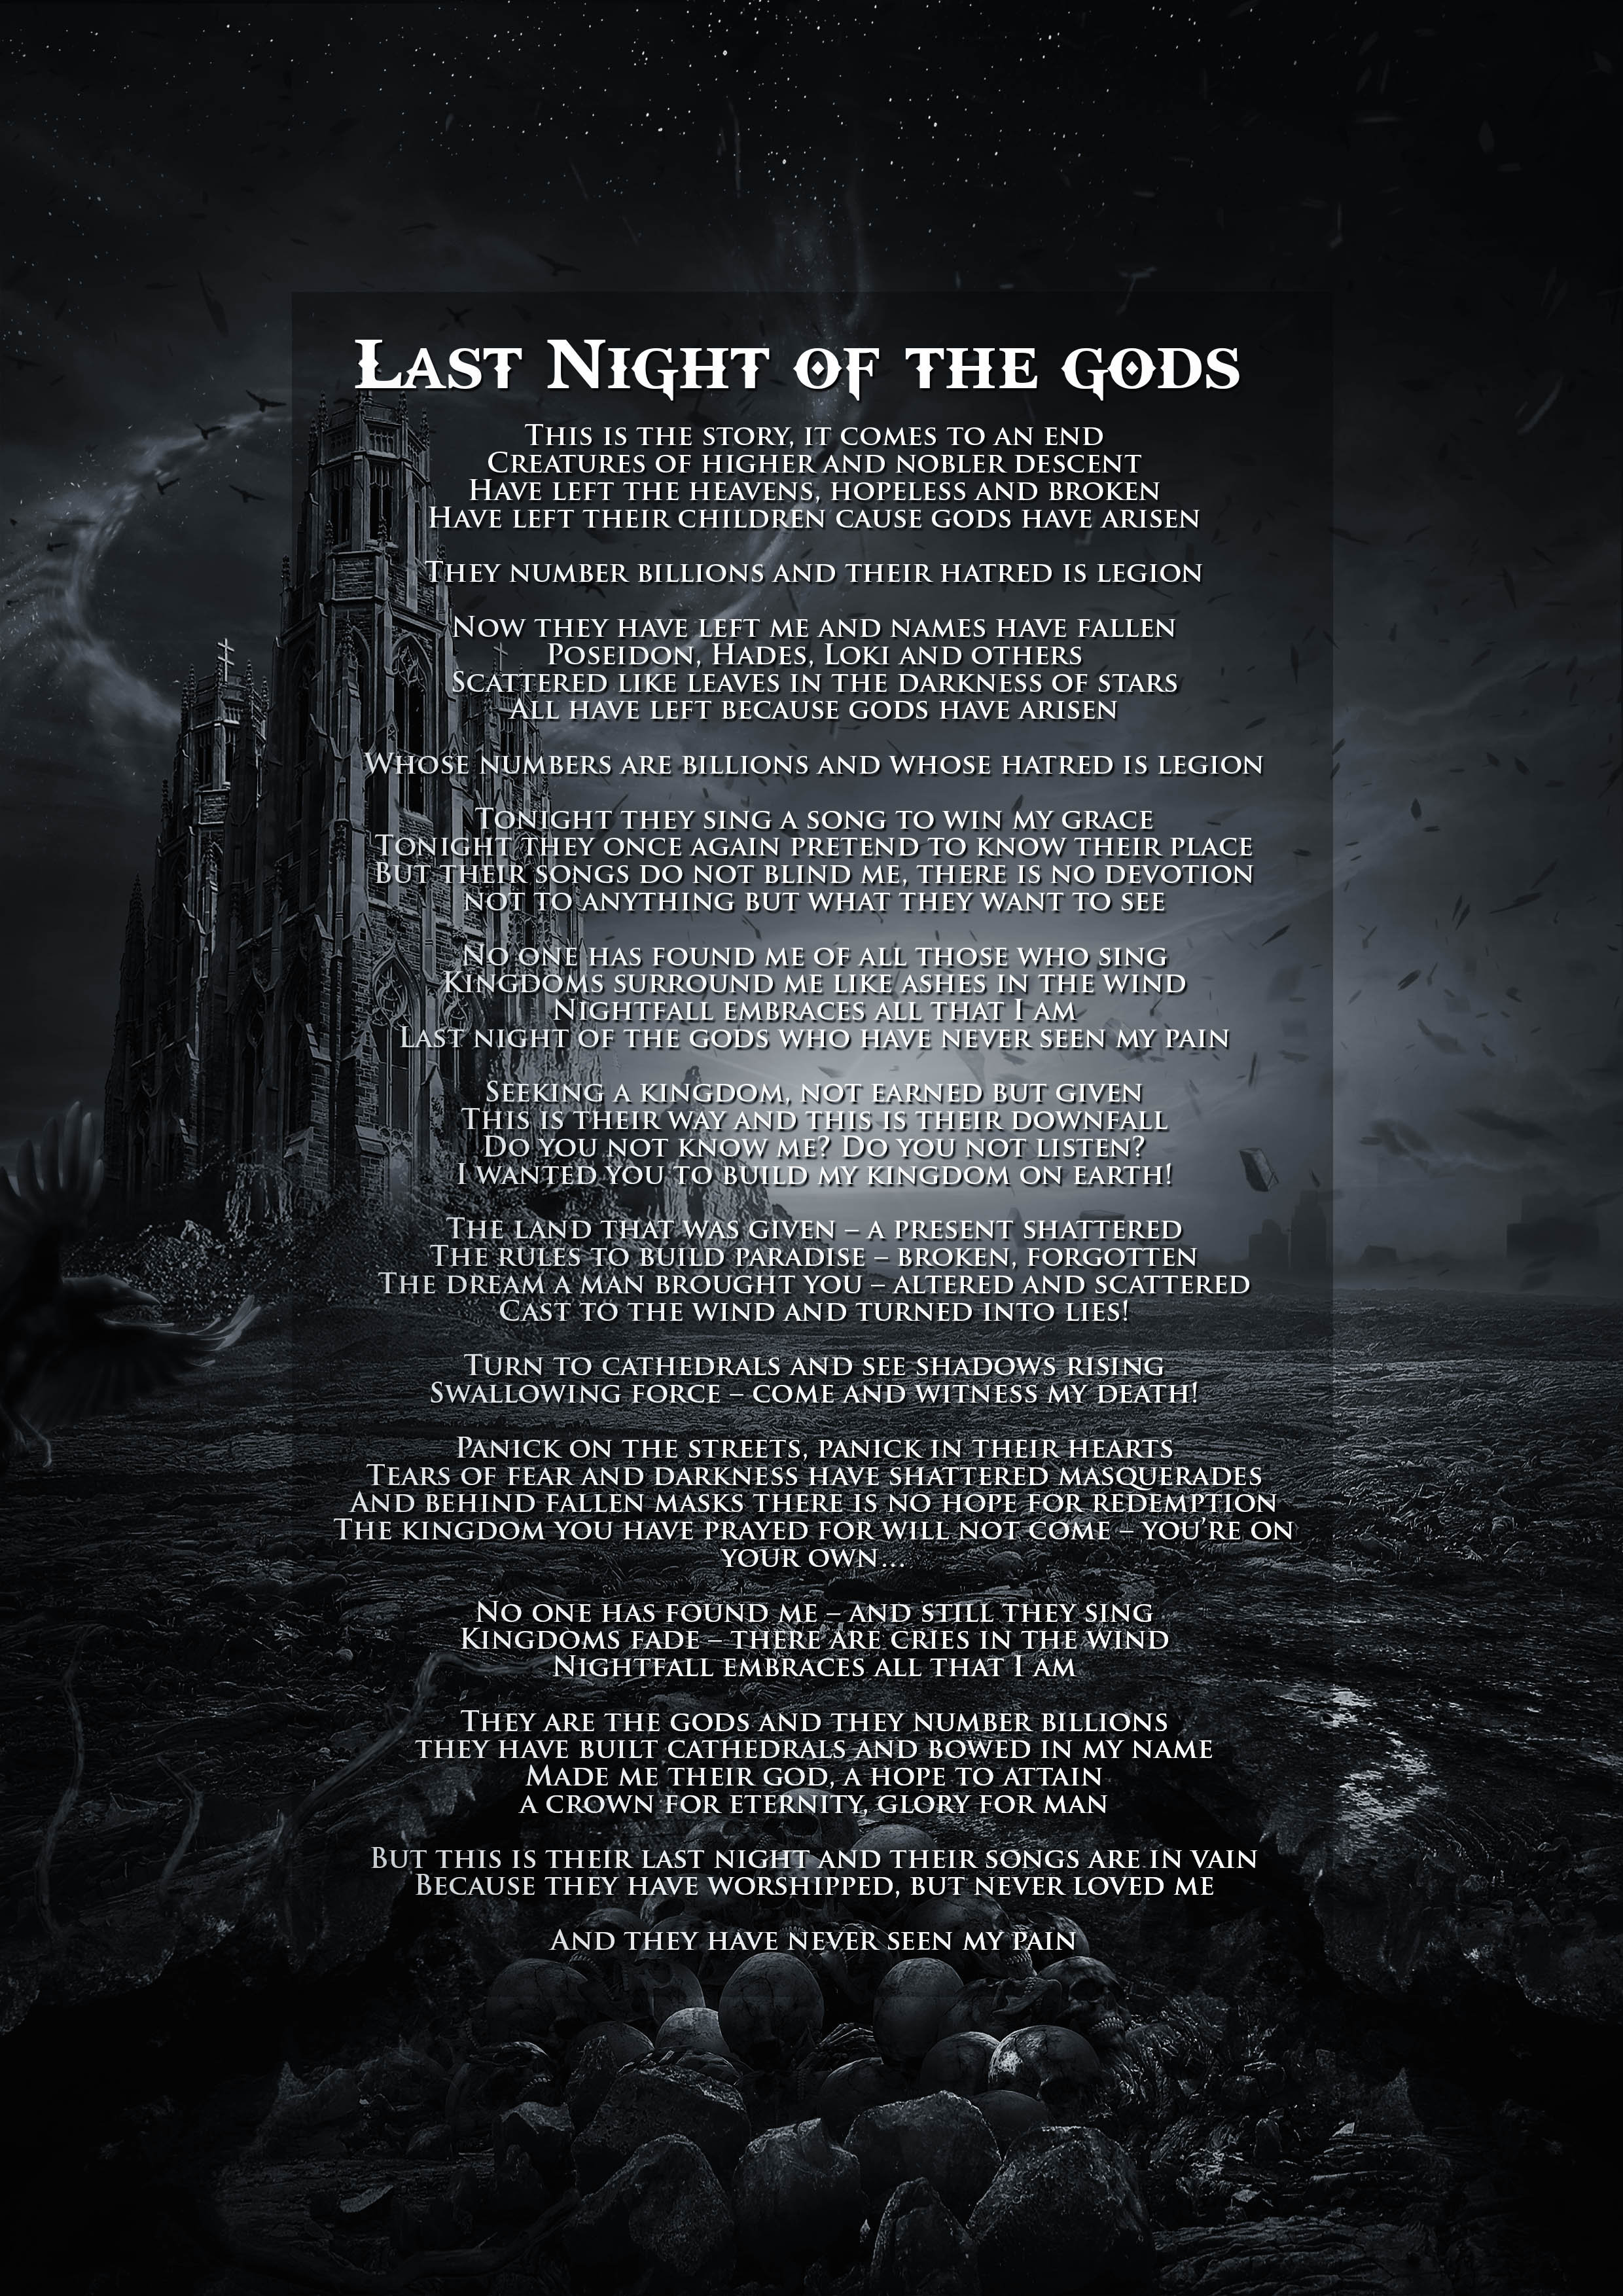 Last Night of the gods
This is the story, it comes to an end
Creatures of higher and nobler descent
Have left the heavens, hopeless and broken
Have left their children cause gods have arisen
They number billions and their hatred is legion
Now they have left me and names have fallen
Poseidon, Hades, Loki and others
Scattered like leaves in the darkness of stars
All have left because gods have arisen
Whose numbers are billions and whose hatred is legion
Tonight they sing a song to win my grace
Tonight they once again pretend to know their place
But their songs do not blind me, there is no devotion
not to anything but what they want to see
No one has found me of all those who sing
Kingdoms surround me like ashes in the wind
Nightfall embraces all that I am
Last night of the gods who have never seen my pain
Seeking a kingdom, not earned but given
This is their way and this is their downfall
Do you not know me? Do you not listen?
I wanted you to build my kingdom on earth!
The land that was given – a present shattered
The rules to build paradise – broken, forgotten
The dream a man brought you – altered and scattered
Cast to the wind and turned into lies!
Turn to cathedrals and see shadows rising
Swallowing force – come and witness my death!
Panick on the streets, panick in their hearts
Tears of fear and darkness have shattered masquerades
And behind fallen masks there is no hope for redemption
The kingdom you have prayed for will not come – you're on
your own...
No one has found me – and still they sing
Kingdoms fade – there are cries in the wind
Nightfall embraces all that I am
They are the gods and they number billions
they have built cathedrals and bowed in my name
Made me their god, a hope to attain
a crown for eternity, glory for man
But this is their last night and their songs are in vain
Because they have worshipped, but never loved me
And they have never seen my pain